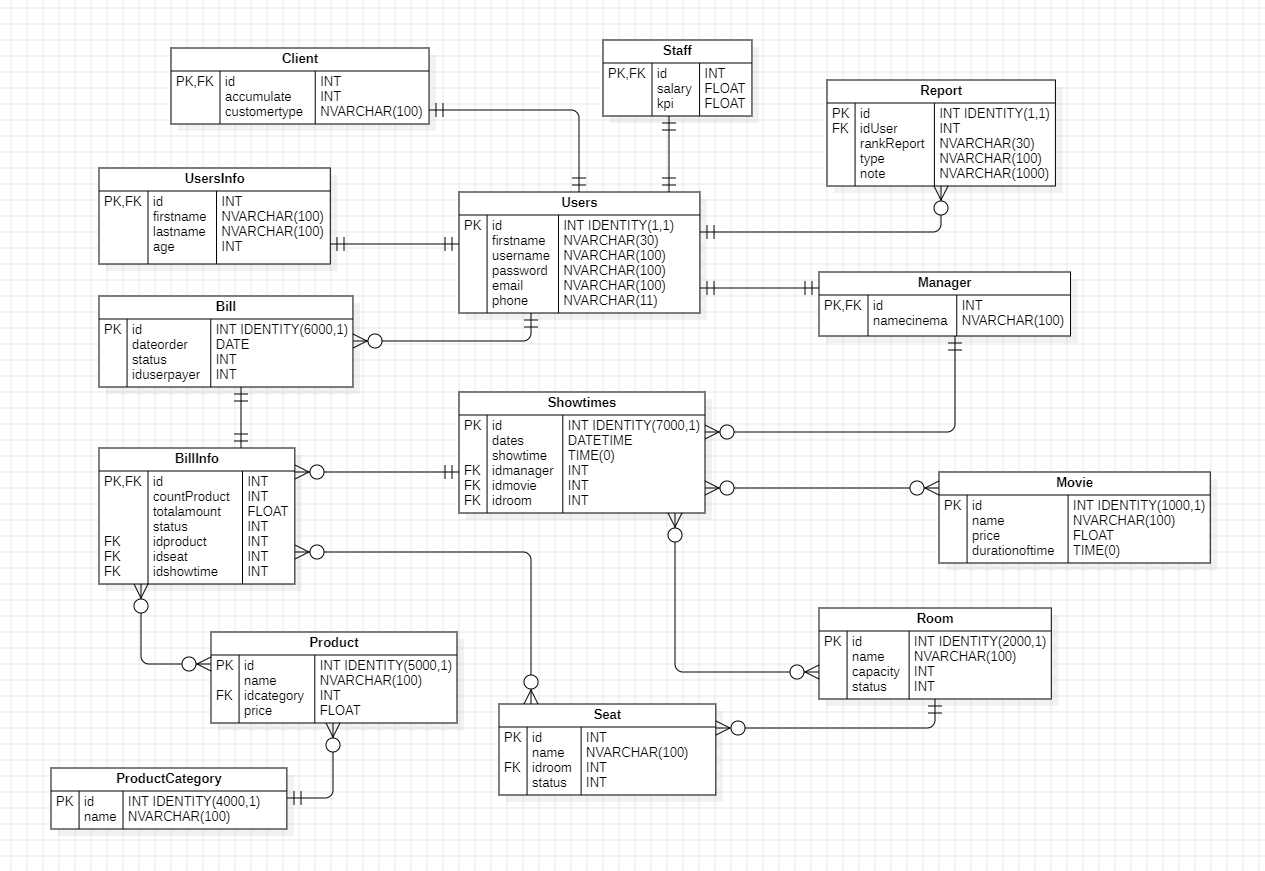 Client
PK,FK id INT
accumulate INT
customertype NVARCHAR(100)
Staff
PK,FK id INT
salary FLOAT
kpi FLOAT
Report
PK id INT IDENTITY(1,1)
FK idUser INT
rankReport NVARCHAR(30)
type NVARCHAR(100)
note NVARCHAR(1000)
UsersInfo
PK,FK id INT
firstname NVARCHAR(100)
lastname NVARCHAR(100)
age INT
Users
PK id INT IDENTITY(1,1)
firstname NVARCHAR(30)
username NVARCHAR(100)
password NVARCHAR(100)
email NVARCHAR(100)
phone NVARCHAR(11)
Manager
PK,FK id INT
namecinema NVARCHAR(100)
Bill
PK id INT IDENTITY(6000,1)
dateorder DATE
status INT
iduserpayer INT
Showtimes
PK id INT IDENTITY(7000,1)
dates DATETIME
showtime TIME(0)
FK idmanager INT
FK idmovie INT
FK idroom INT
BillInfo
PK,FK id INT
countProduct INT
totalamount FLOAT
status INT
FK idproduct INT
FK idseat INT
FK idshowtime INT
Movie
PK id INT IDENTITY(1000,1)
name NVARCHAR(100)
price FLOAT
durationoftime TIME(0)
Room
PK id INT IDENTITY(2000,1)
name NVARCHAR(100)
capacity INT
status INT
Product
PK id INT IDENTITY(5000,1)
name NVARCHAR(100)
FK idcategory INT
price FLOAT
Seat
PK id INT
name NVARCHAR(100)
FK idroom INT
status INT
ProductCategory
PK id INT IDENTITY(4000,1)
name NVARCHAR(100)